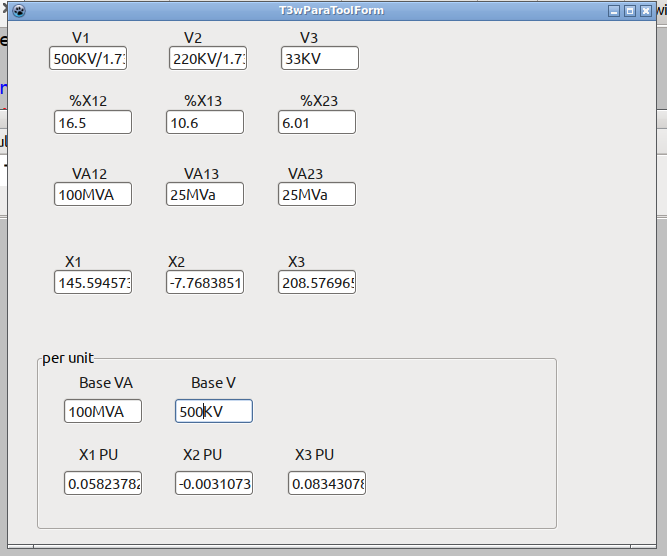 T3wParaToolForm
V1 V2 V3
500KV/1.73 220KV/1.73 33KV
%X12 %X13 %X23
16.5 10.6 6.01
VA12 VA13 VA23
100MVA 25MVa 25MVa
X1 X2 X3
145.594573 -7.7683851 208.576965
per unit
Base VA Base V
100MVA 500KV
X1 PU X2 PU X3 PU
0.05823782 -0.0031073 0.08343078